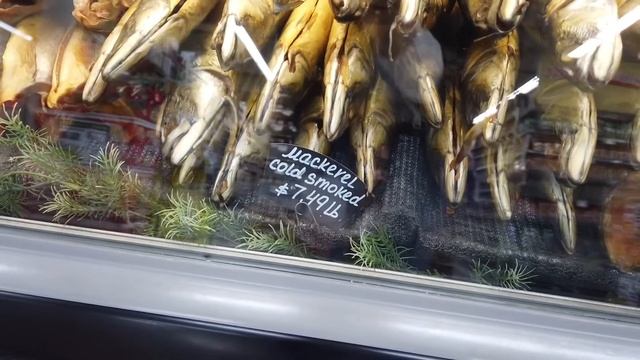 Mackerel
cold smoked
$7,49lb